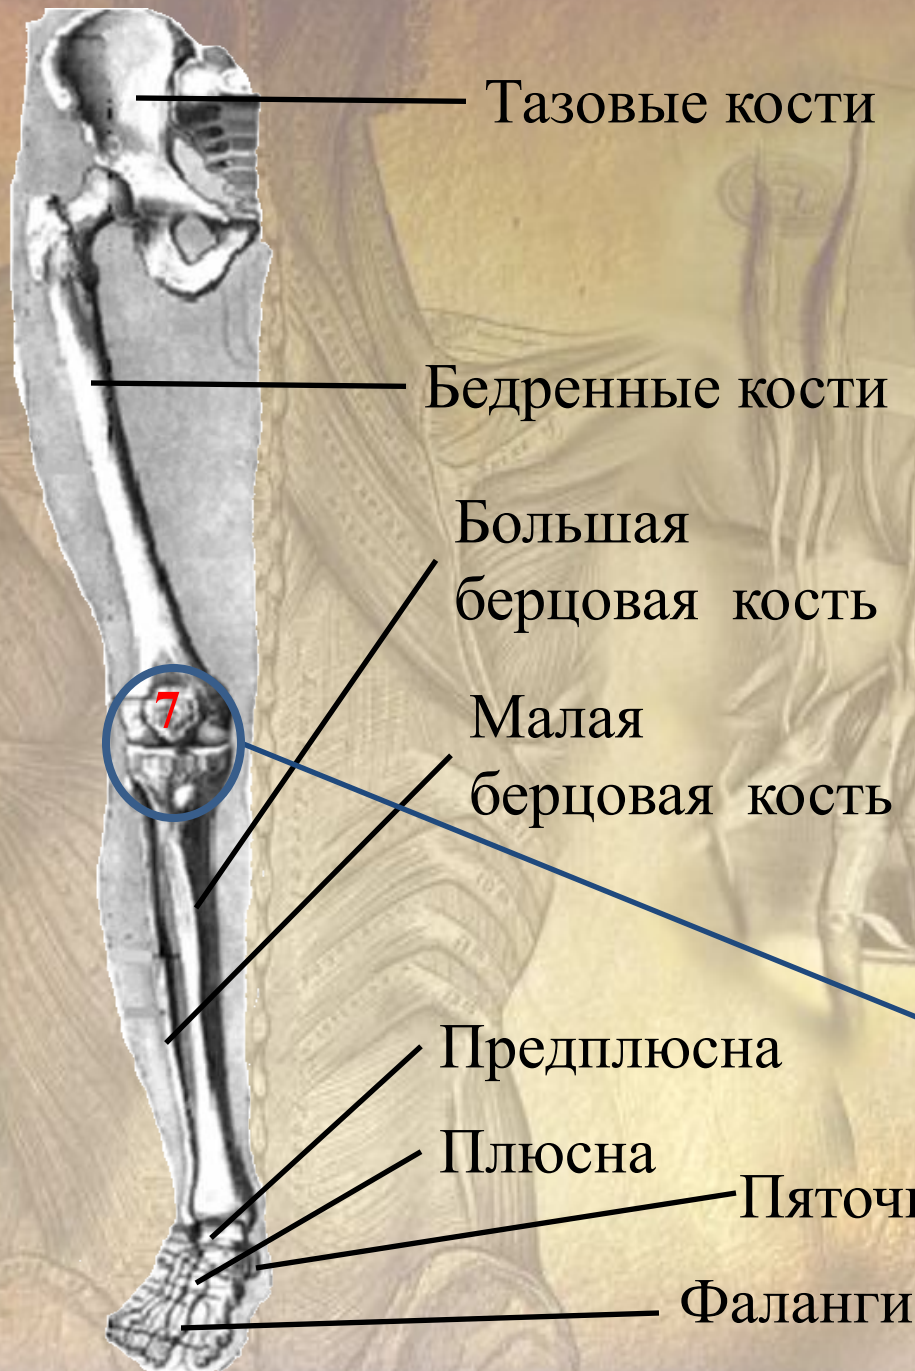 Тазовые кости
Бедренные кости
Большая
берцовая кость
7
Малая
берцовая кость
Предплюсна
Плюсна
Фаланги